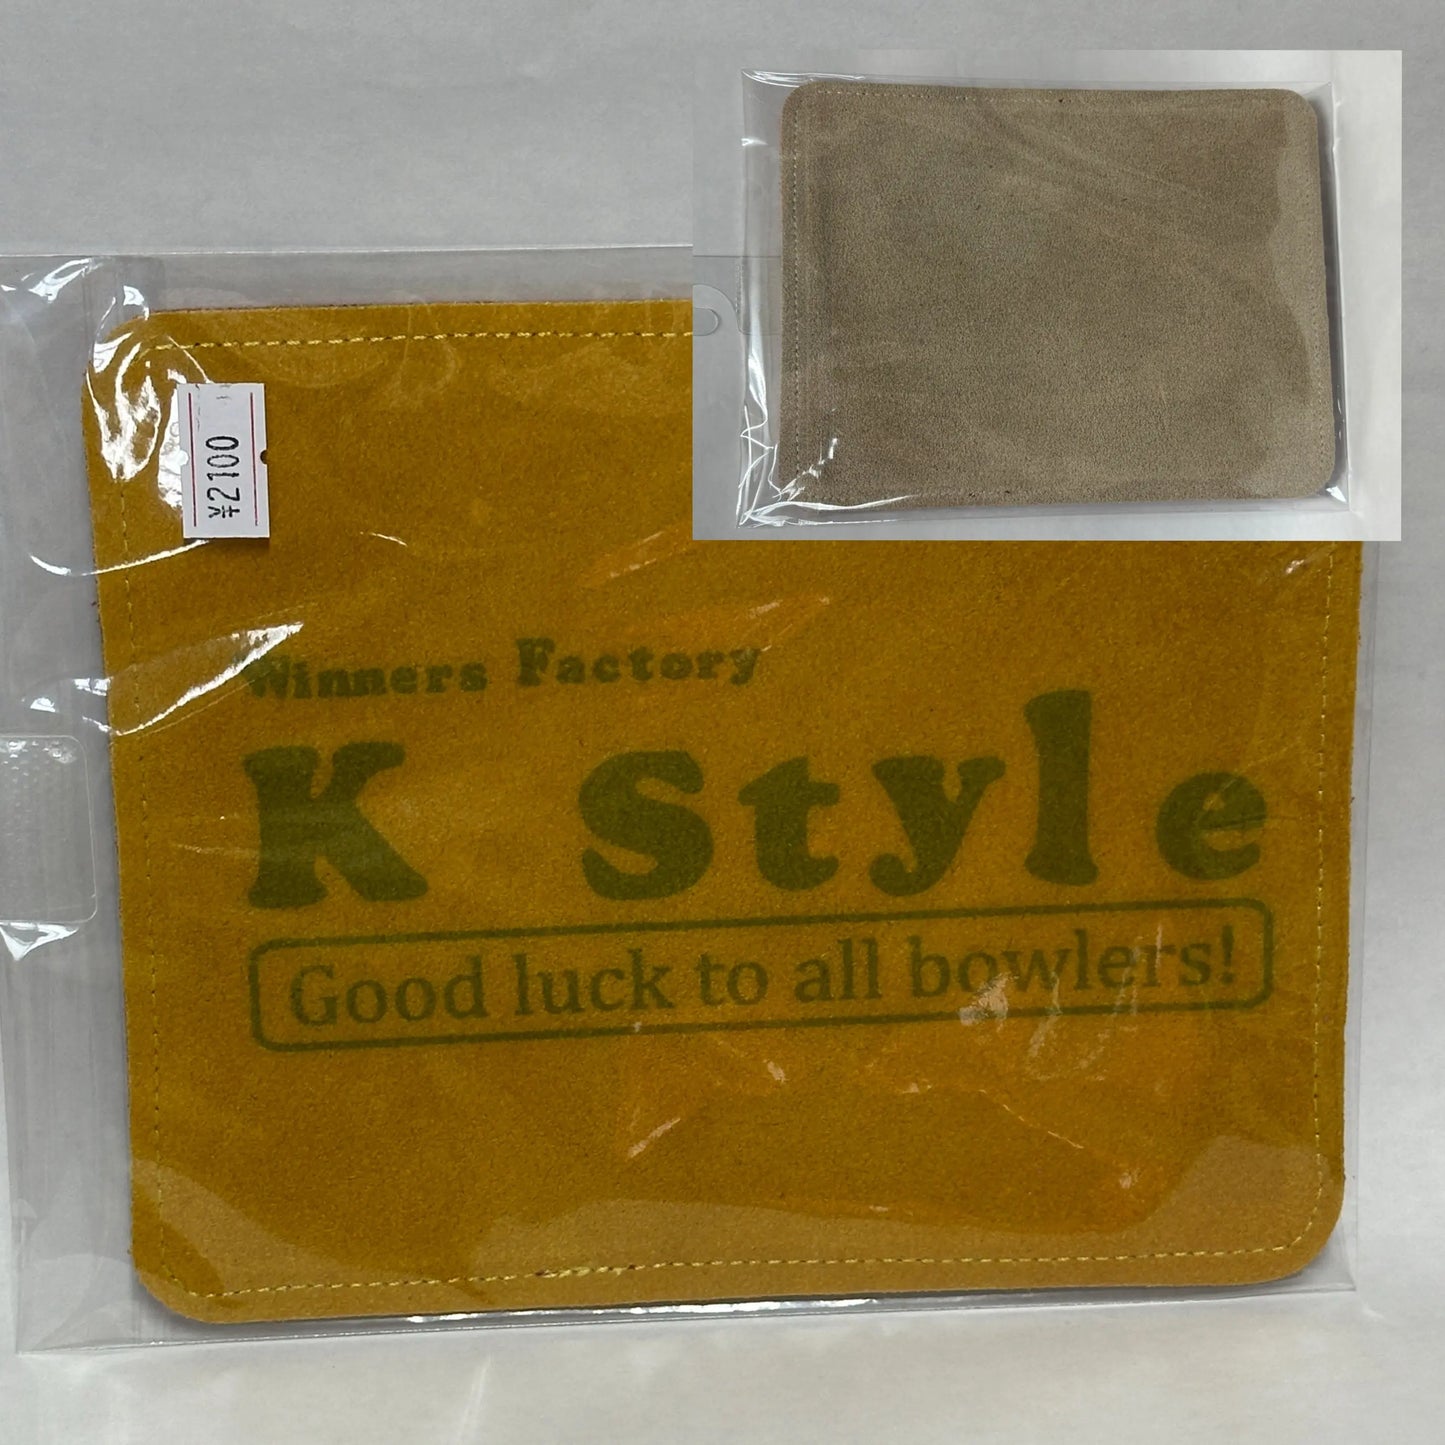 ¥2100
Winners Factory
K Style
Good luck to all bowlers!